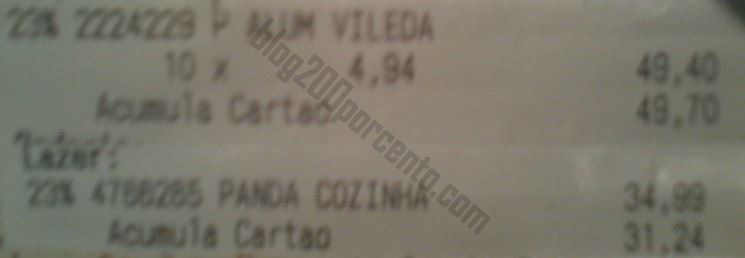 23% 2224229 P ALUM VILEDA
10 x 4,94 49,40
Acumula Cartao 49,70
Lazer:
23% 4766265 PANDA COZINHA 34,99
Acumula Cartao 31,24
blog200porcento.com